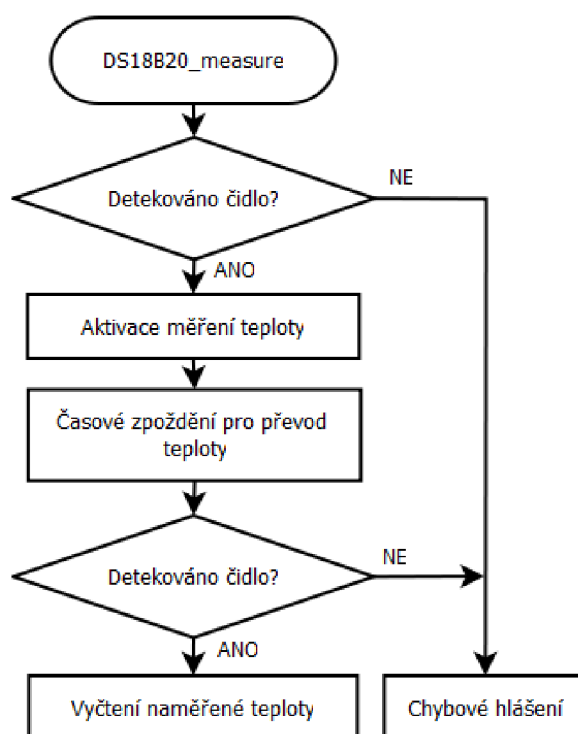 DS18B20_measure
Detekováno čidlo?
NE
ANO
Aktivace měření teploty
Časové zpoždění pro převod
teploty
Detekováno čidlo?
NE
ANO
Vyčtení naměřené teploty
Chybové hlášení